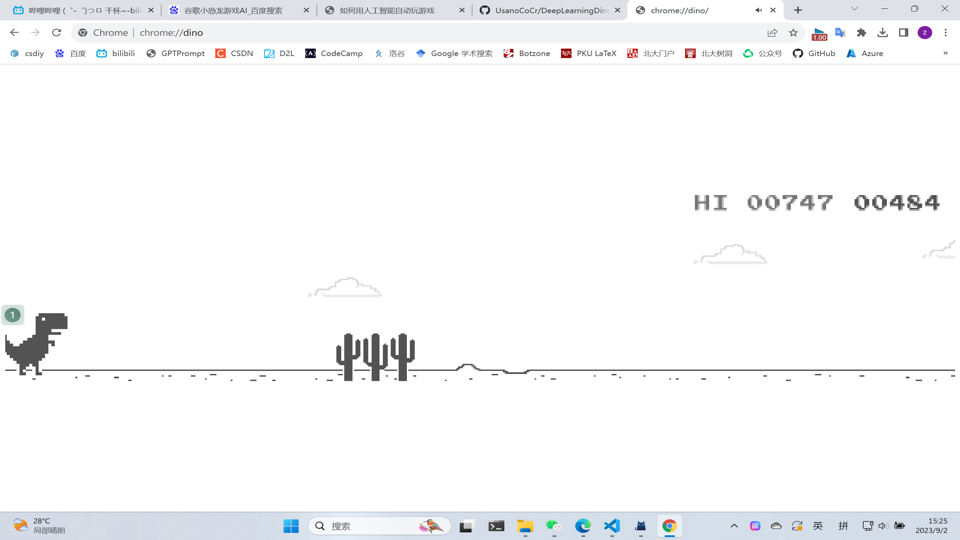 哔哩哔哩 (゜-゜)つロ 干杯~-bili
谷歌小恐龙游戏AI_百度搜索
如何用人工智能自动玩游戏
UsanoCoCr/DeepLearningDin
chrome://dino/
Chrome | chrome://dino
1.00
z
csdiy
百度
bilibili
GPTPrompt
CSDN
D2L
CodeCamp
洛谷
Google 学术搜索
Botzone
PKU LaTeX
北大门户
北大树洞
公众号
GitHub
Azure
»
HI 00747 00484
1
28°C
局部晴朗
搜索
英
拼
15:25
2023/9/2